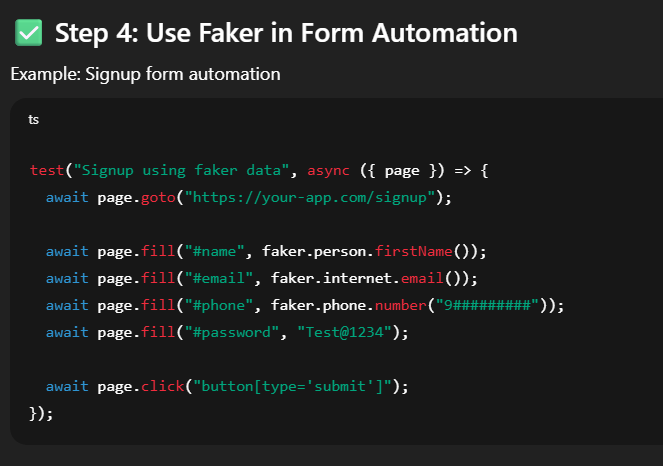 ✅ Step 4: Use Faker in Form Automation
Example: Signup form automation
ts
test("Signup using faker data", async ({ page }) => {
  await page.goto("https://your-app.com/signup");
  await page.fill("#name", faker.person.firstName());
  await page.fill("#email", faker.internet.email());
  await page.fill("#phone", faker.phone.number("9#########"));
  await page.fill("#password", "Test@1234");
  await page.click("button[type='submit']");
});